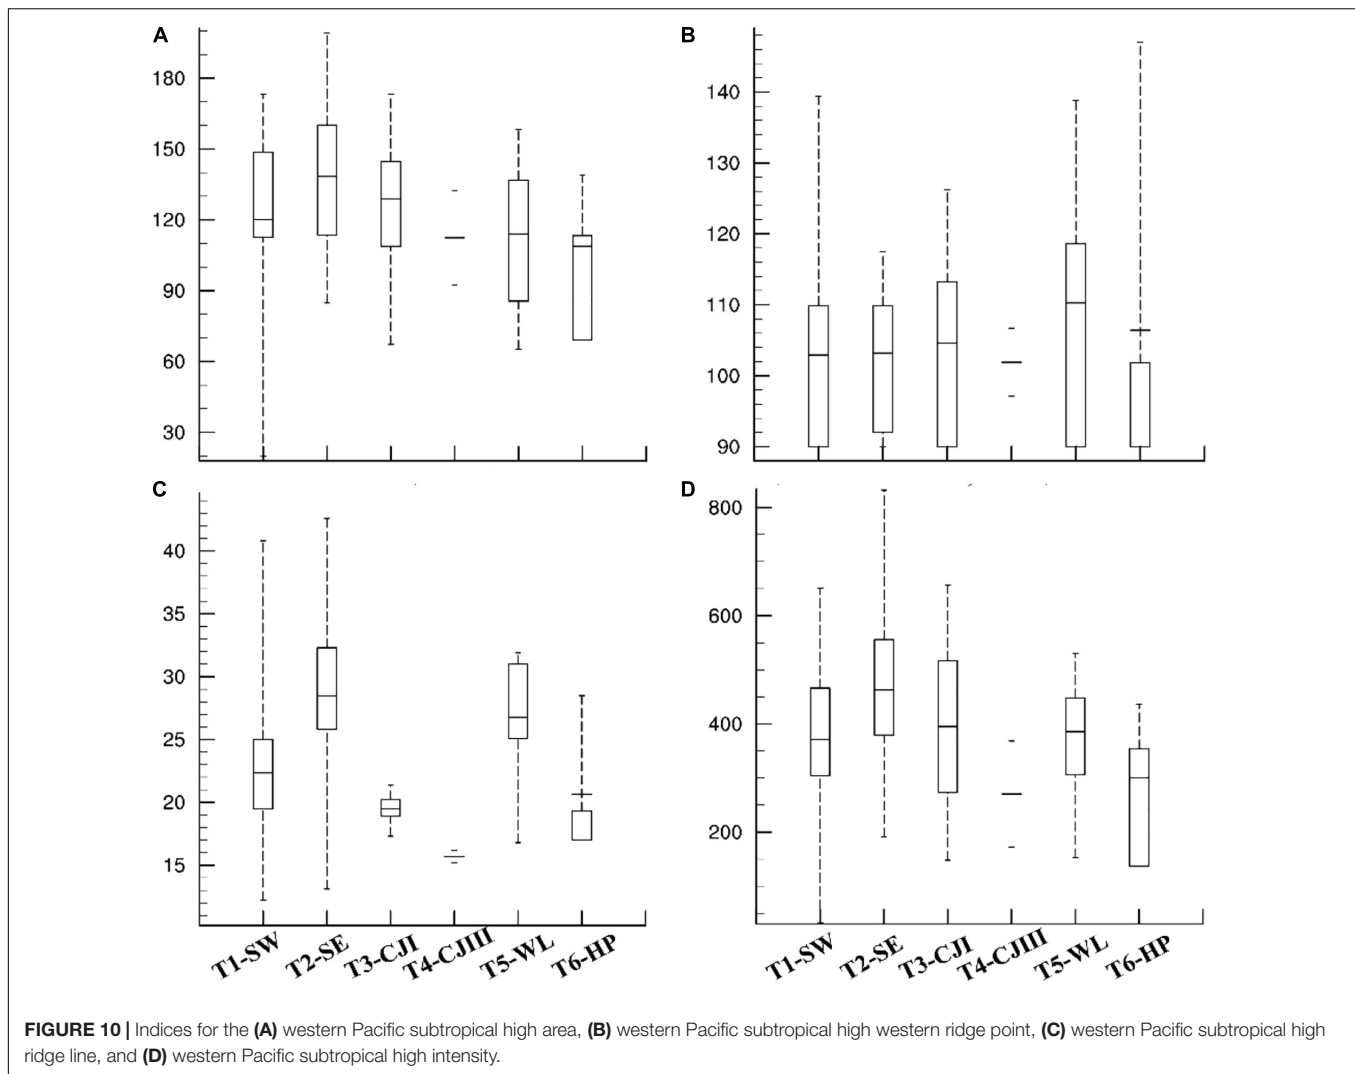 A
180
150
120
90
60
30
B
140
130
120
110
100
90
C
40
35
30
25
20
15
T1-SW
T2-SE
T3-CJI
T4-CJIII
T5-WL
T6-HP
D
800
600
400
200
T1-SW
T2-SE
T3-CJI
T4-CJIII
T5-WL
T6-HP
FIGURE 10 | Indices for the (A) western Pacific subtropical high area, (B) western Pacific subtropical high western ridge point, (C) western Pacific subtropical high
ridge line, and (D) western Pacific subtropical high intensity.